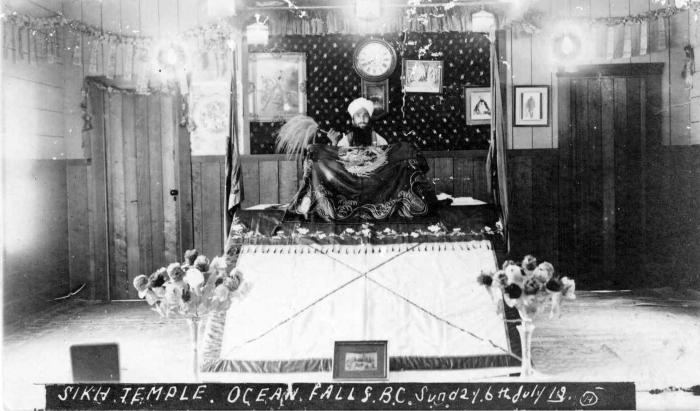 SIKH TEMPLE. OCEAN FALLS. B.C. Sunday. 6th July 19.